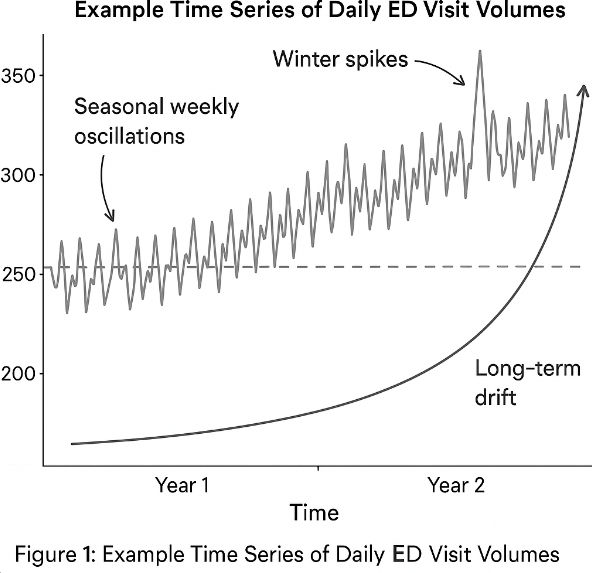 Example Time Series of Daily ED Visit Volumes
350
Winter spikes
Seasonal weekly
oscillations
300
250
200
Long-term
drift
Year 1
Year 2
Time
Figure 1: Example Time Series of Daily ED Visit Volumes